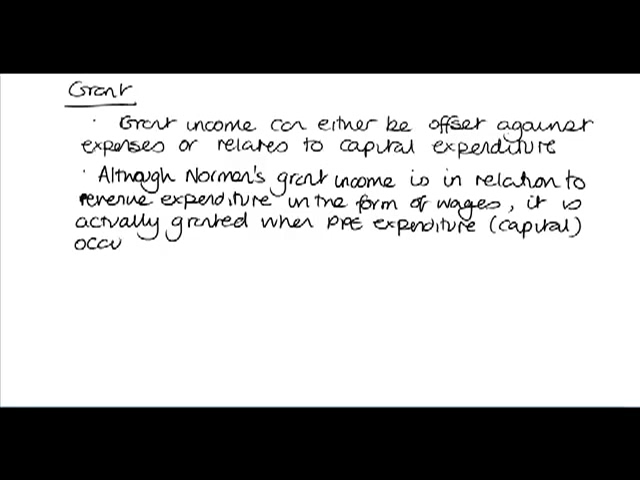 Grant
· Grant income can either be offset against
expenses or relates to capital expenditure
· Although Norman's grant income is in relation to
revenue expenditure in the form of wages, it is
actually granted when PPE expenditure (capital)
occu